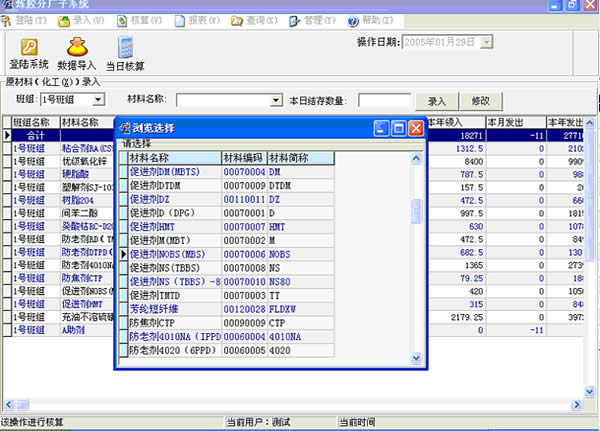 炼胶分厂子系统
登陆(Y) 录入(U) 核算(V) 报表(W) 查询(X) 管理(Y) 帮助(Z)
操作日期: 2005年01月29日
登陆系统 数据导入 当日核算
原材料(化工(X))录入
班组: 1号班组 材料名称: 本日结存数量: 录入 修改
班组名称 材料名称 本年领入 本月发出 本年发出
合计 18271 -11 2771
1号班组 粘合剂RA(CS 1312.5 0 210
1号班组 优级氧化锌 8400 0 990
1号班组 硬脂酸 787.5 0 98
1号班组 塑解剂SJ-10 157.5 0 20
1号班组 树脂204 472.5 0 66
1号班组 间苯二酚 997.5 0 181
1号班组 癸酸钴RC-D20 630 0 107
1号班组 防老剂RD(TM 472.5 0 84
1号班组 防老剂DTPD( 682.5 0 130
1号班组 防老剂4010NA 1365 0 273
1号班组 防焦剂CTP 79.25 0 18
1号班组 促进剂NOBS(M 420 0 105
1号班组 促进剂HMT 315 0 84
1号班组 充油不溶硫磺 2179.25 0 397
1号班组 A助剂 0 -11
浏览选择
请选择
材料名称 材料编码 材料简称
促进剂DM(MBTS) 00070004 DM
促进剂DTDM 00070009 DTDM
促进剂DZ 00110011 DZ
促进剂D (DPG) 00070001 D
促进剂HMT 00070007 HMT
促进剂M(MBT) 00070002 M
促进剂NOBS(MBS) 00070006 NOBS
促进剂NS(TBBS) 00070008 NS
促进剂NS (TBBS)-8 00070010 NS80
促进剂TMTD 00070003 TT
芳纶短纤维 00120028 FLDXW
防焦剂CTP 00090009 CTP
防老剂4010NA (IPPD 00060004 4010NA
防老剂4020 (6PPD) 00060005 4020
该操作进行核算 当前用户：测试 当前时间